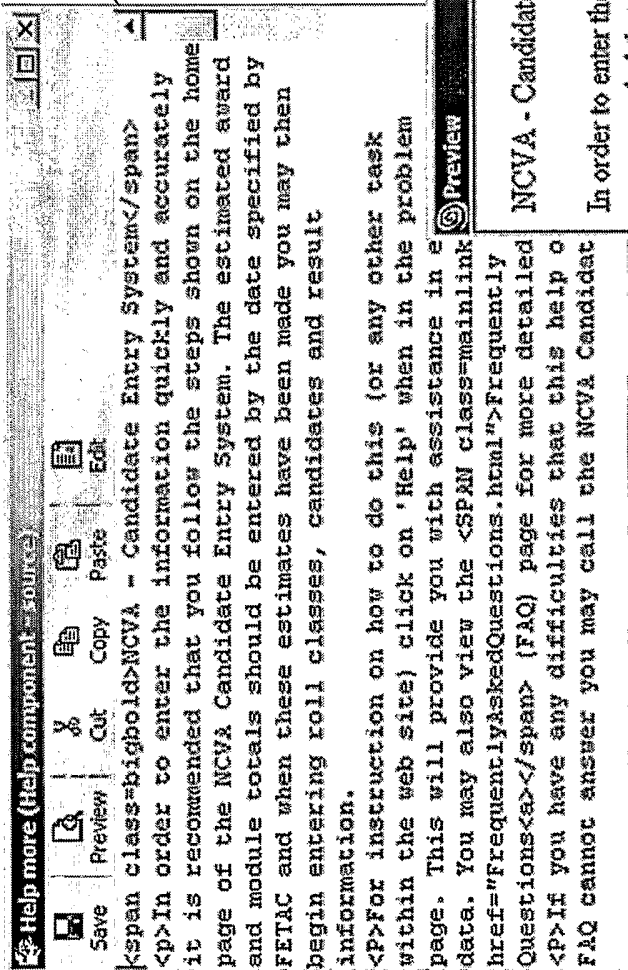 Help more (Help component - source)
Save Preview Cut Copy Paste Edit
<span class=bigbold>NCVA - Candidate Entry System</span>
<p>In order to enter the information quickly and accurately
it is recommended that you follow the steps shown on the home
page of the NCVA Candidate Entry System. The estimated award
and module totals should be entered by the date specified by
FETAC and when these estimates have been made you may then
begin entering roll classes, candidates and result
information.
<P>For instruction on how to do this (or any other task
within the web site) click on 'Help' when in the problem
page. This will provide you with assistance in e
data. You may also view the <SPAN class=mainlink
href="FrequentlyAskedQuestions.html">Frequently
Questions<a></span> (FAQ) page for more detailed
<P>If you have any difficulties that this help o
FAQ cannot answer you may call the NCVA Candidat
Preview
NCVA - Candidate
In order to enter the